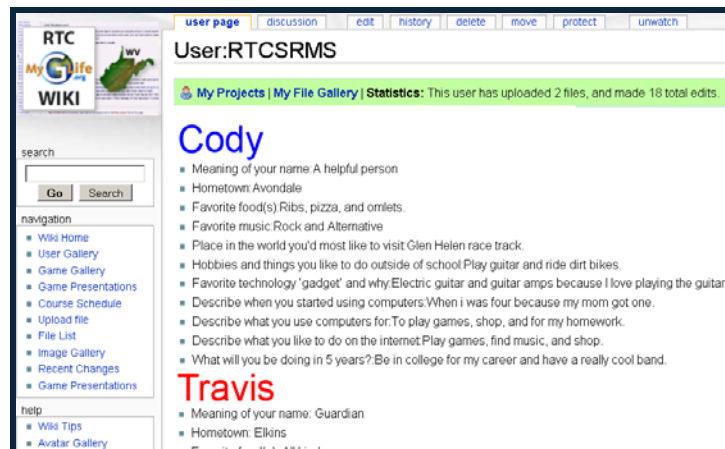 RTC
WV
My G Life
.org
WIKI
search
Go Search
navigation
Wiki Home
User Gallery
Game Gallery
Game Presentations
Course Schedule
Upload file
File List
Image Gallery
Recent Changes
Game Presentations
help
Wiki Tips
Avatar Gallery
user page discussion edit history delete move protect unwatch
User:RTCSRMS
My Projects | My File Gallery | Statistics: This user has uploaded 2 files, and made 18 total edits.
Cody
Meaning of your name:A helpful person
Hometown:Avondale
Favorite food(s):Ribs, pizza, and omlets.
Favorite music:Rock and Alternative
Place in the world you'd most like to visit:Glen Helen race track.
Hobbies and things you like to do outside of school:Play guitar and ride dirt bikes.
Favorite technology 'gadget' and why:Electric guitar and guitar amps because I love playing the guitar
Describe when you started using computers:When i was four because my mom got one.
Describe what you use computers for:To play games, shop, and for my homework.
Describe what you like to do on the internet:Play games, find music, and shop.
What will you be doing in 5 years?:Be in college for my career and have a really cool band.
Travis
Meaning of your name: Guardian
Hometown: Elkins